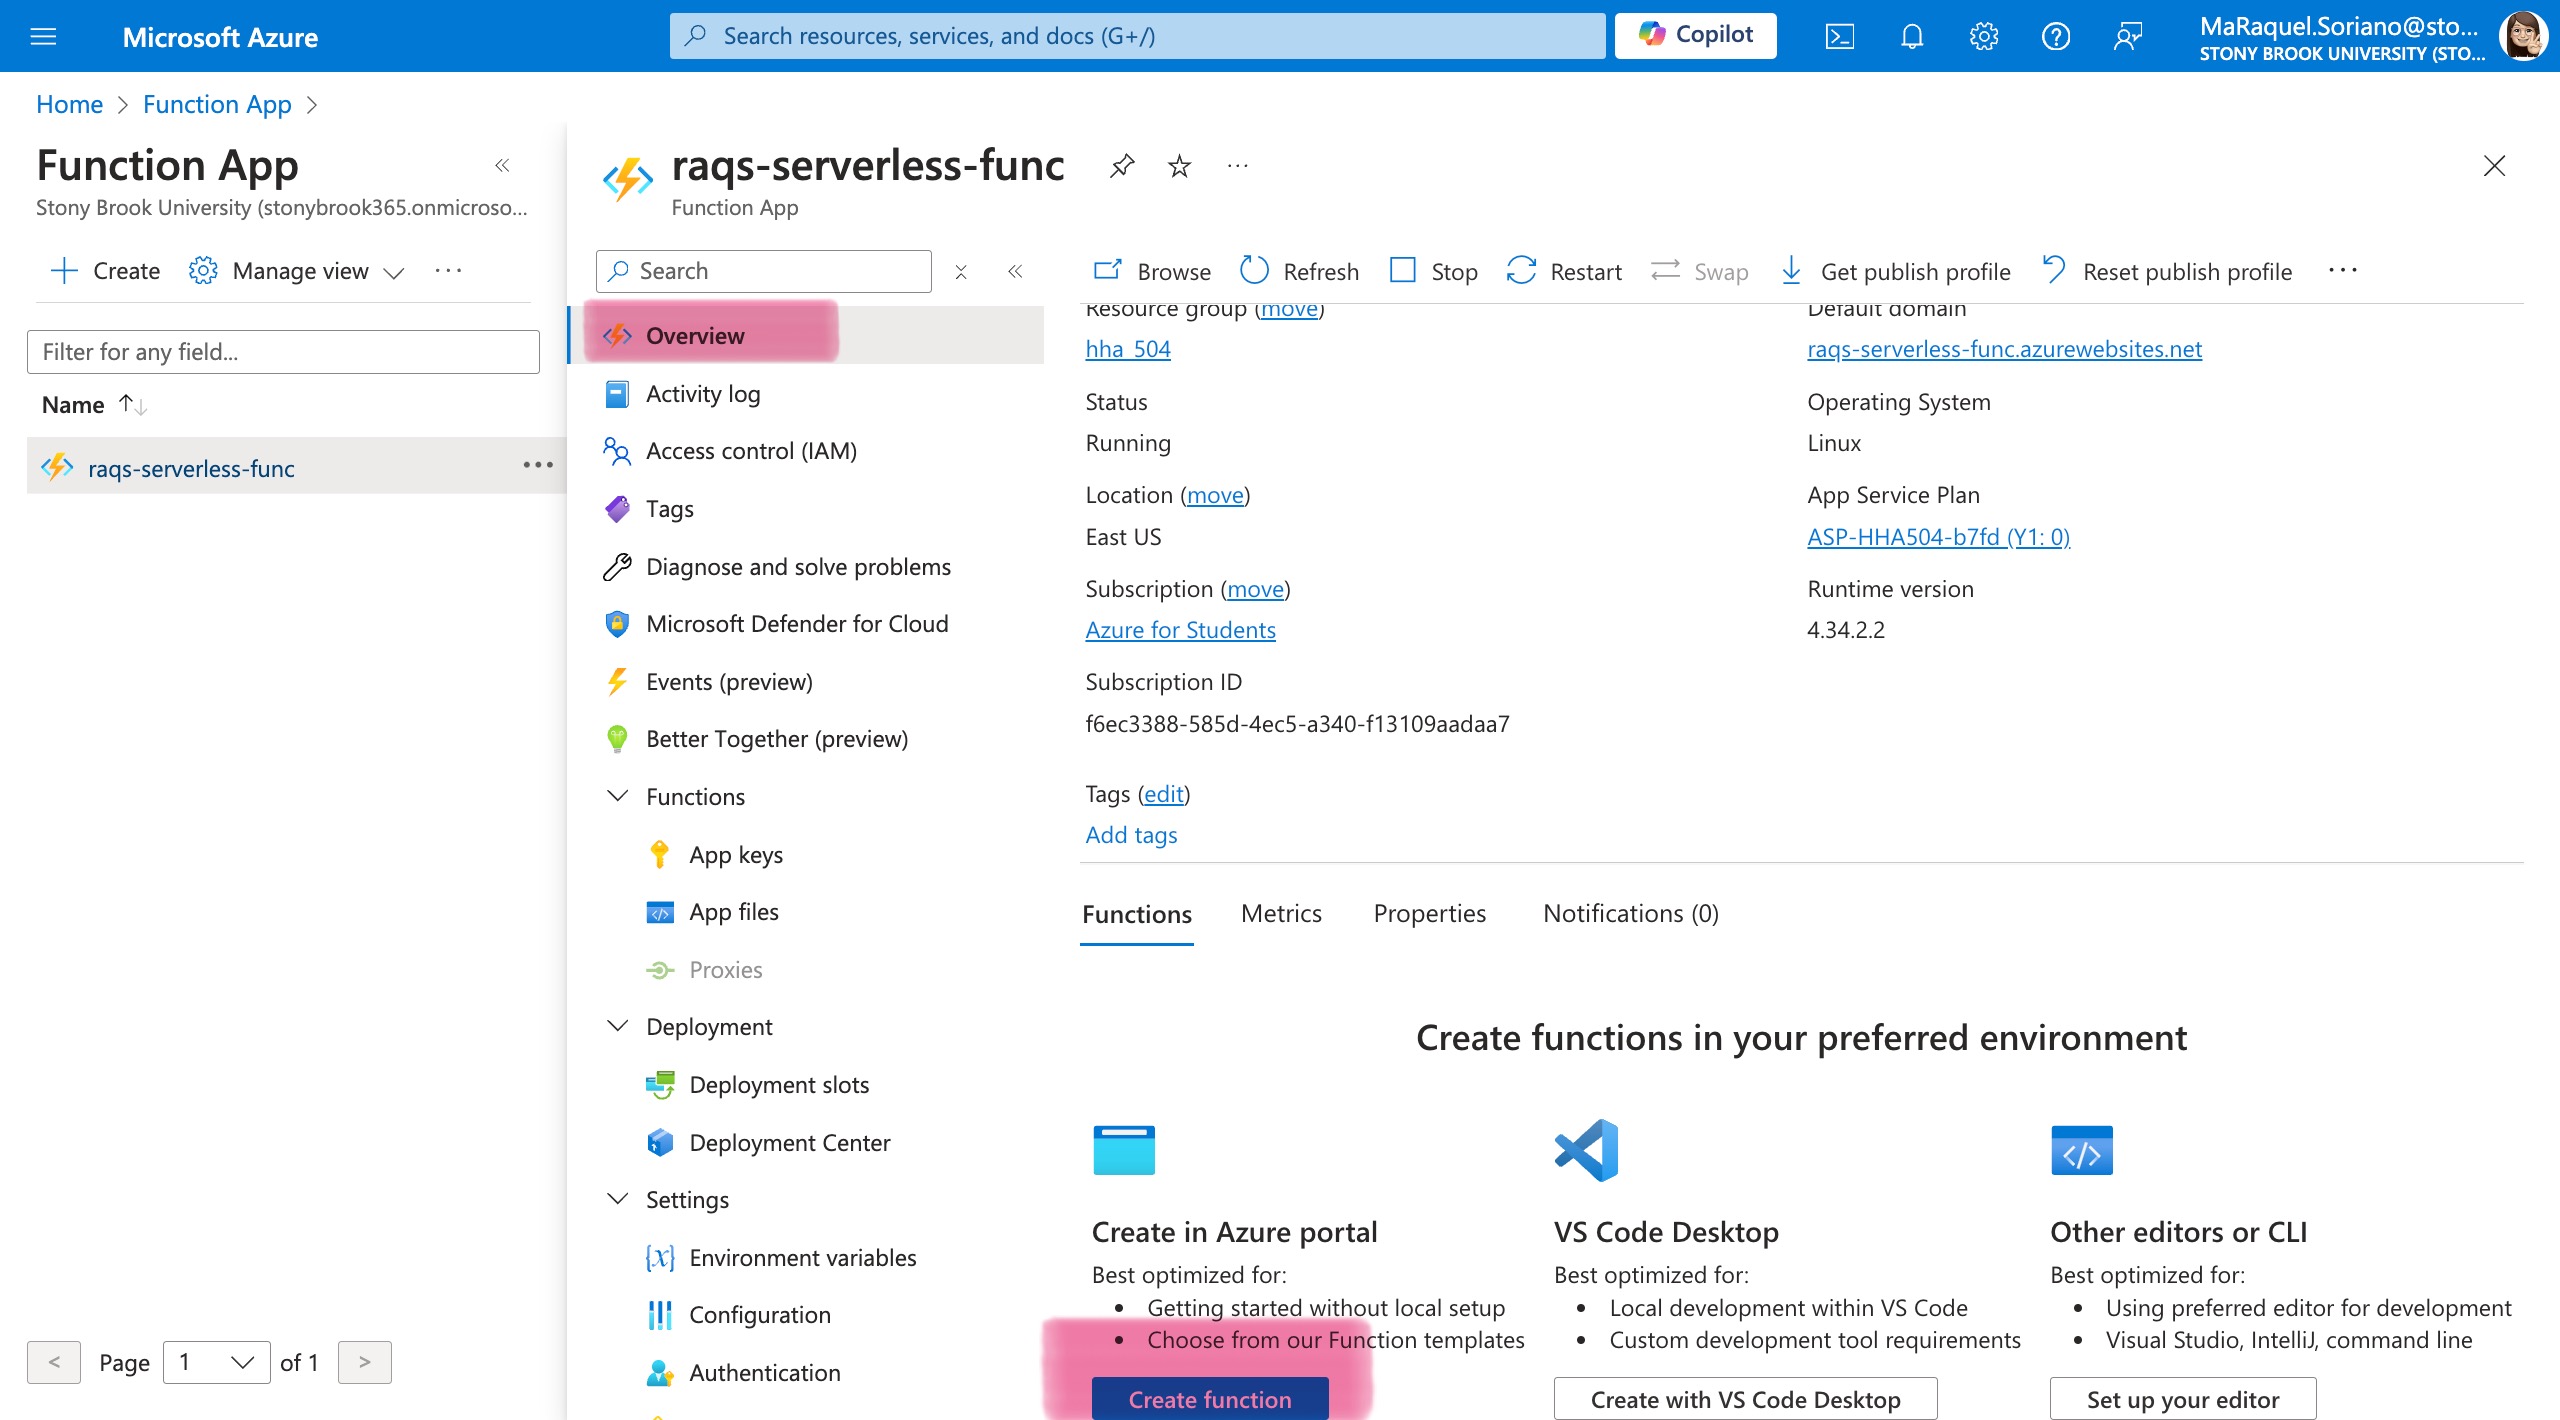 Microsoft Azure
Search resources, services, and docs (G+/)
Copilot
MaRaquel.Soriano@sto...
STONY BROOK UNIVERSITY (STO...
Home > Function App >
Function App
Stony Brook University (stonybrook365.onmicroso...
Create
Manage view
Filter for any field...
Name
raqs-serverless-func
< Page 1 of 1 >
raqs-serverless-func
Function App
Search
Overview
Activity log
Access control (IAM)
Tags
Diagnose and solve problems
Microsoft Defender for Cloud
Events (preview)
Better Together (preview)
Functions
App keys
App files
Proxies
Deployment
Deployment slots
Deployment Center
Settings
Environment variables
Configuration
Authentication
Browse
Refresh
Stop
Restart
Swap
Get publish profile
Reset publish profile
Resource group (move)
hha_504
Status
Running
Location (move)
East US
Subscription (move)
Azure for Students
Subscription ID
f6ec3388-585d-4ec5-a340-f13109aadaa7
Tags (edit)
Add tags
Default domain
raqs-serverless-func.azurewebsites.net
Operating System
Linux
App Service Plan
ASP-HHA504-b7fd (Y1: 0)
Runtime version
4.34.2.2
Functions
Metrics
Properties
Notifications (0)
Create functions in your preferred environment
Create in Azure portal
Best optimized for:
• Getting started without local setup
• Choose from our Function templates
Create function
VS Code Desktop
Best optimized for:
• Local development within VS Code
• Custom development tool requirements
Create with VS Code Desktop
Other editors or CLI
Best optimized for:
• Using preferred editor for development
• Visual Studio, IntelliJ, command line
Set up your editor